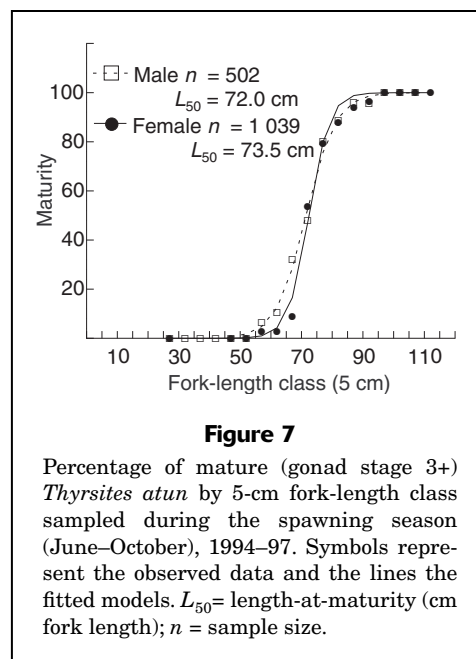 Male n = 502
L50 = 72.0 cm
Female n = 1 039
L50 = 73.5 cm
100
80
60
40
20
Maturity
10 30 50 70 90 110
Fork-length class (5 cm)
Figure 7
Percentage of mature (gonad stage 3+)
Thyrsites atun by 5-cm fork-length class
sampled during the spawning season
(June–October), 1994–97. Symbols repre-
sent the observed data and the lines the
fitted models. L50= length-at-maturity (cm
fork length); n = sample size.